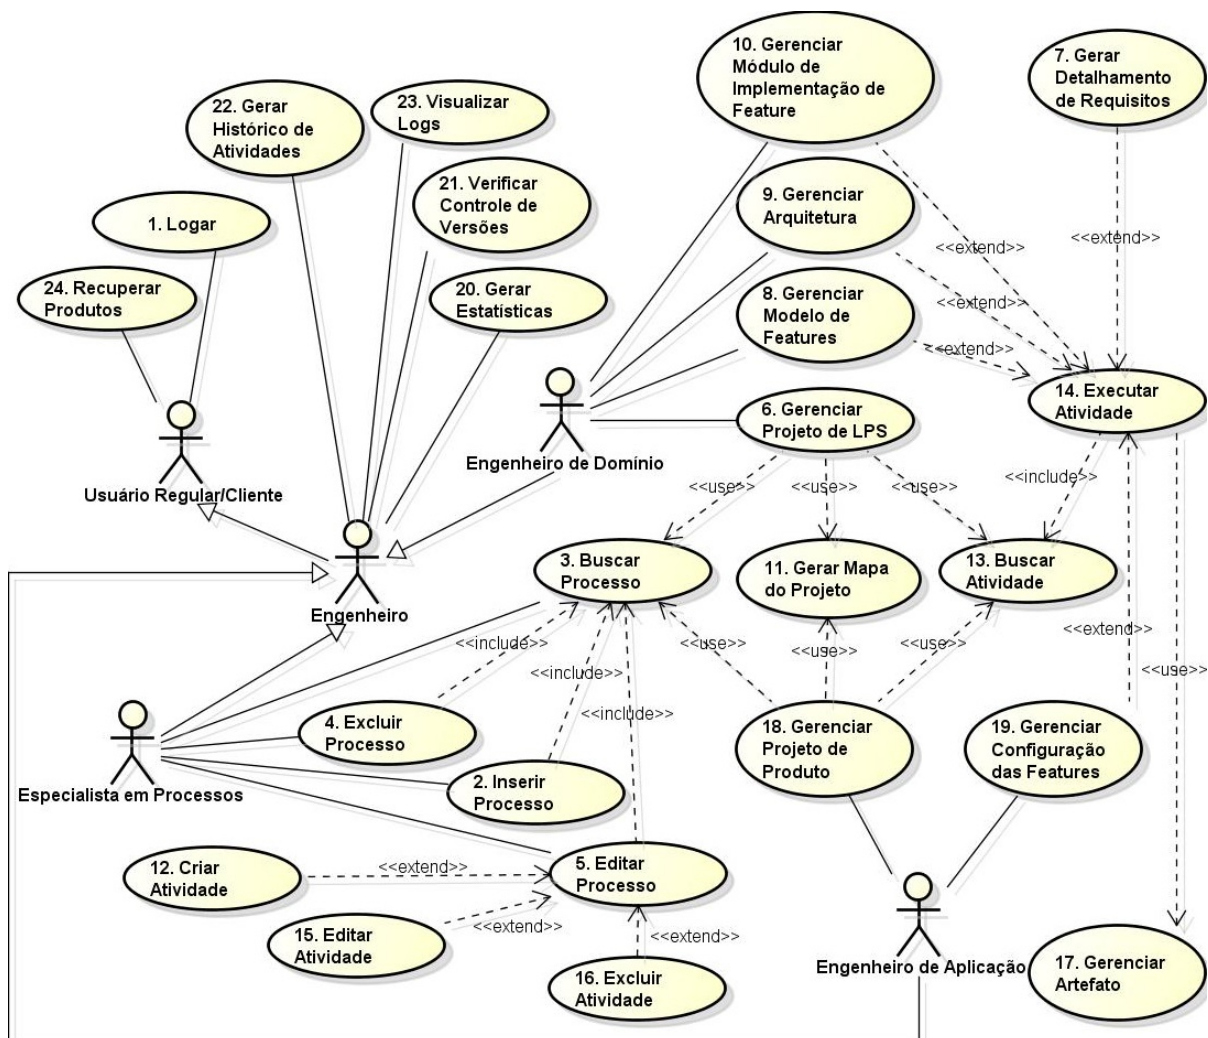 10. Gerenciar
Módulo de
Implementação de
Feature
7. Gerar
Detalhamento
de Requisitos
22. Gerar
Histórico de
Atividades
23. Visualizar
Logs
21. Verificar
Controle de
Versões
9. Gerenciar
Arquitetura
1. Logar
<<extend>>
<<extend>>
24. Recuperar
Produtos
20. Gerar
Estatísticas
8. Gerenciar
Modelo de
Features
<<extend>>
<<extend>>
14. Executar
Atividade
6. Gerenciar
Projeto de LPS
Engenheiro de Domínio
Usuário Regular/Cliente
<<include>>
<<use>>
<<use>>
<<use>>
3. Buscar
Processo
11. Gerar Mapa
do Projeto
13. Buscar
Atividade
Engenheiro
<<include>>
<<include>>
<<include>>
<<use>>
<<use>>
<<use>>
<<extend>>
<<use>>
4. Excluir
Processo
18. Gerenciar
Projeto de
Produto
19. Gerenciar
Configuração
das Features
2. Inserir
Processo
Especialista em Processos
12. Criar
Atividade
<<extend>>
5. Editar
Processo
15. Editar
Atividade
<<extend>>
<<extend>>
16. Excluir
Atividade
Engenheiro de Aplicação
17. Gerenciar
Artefato